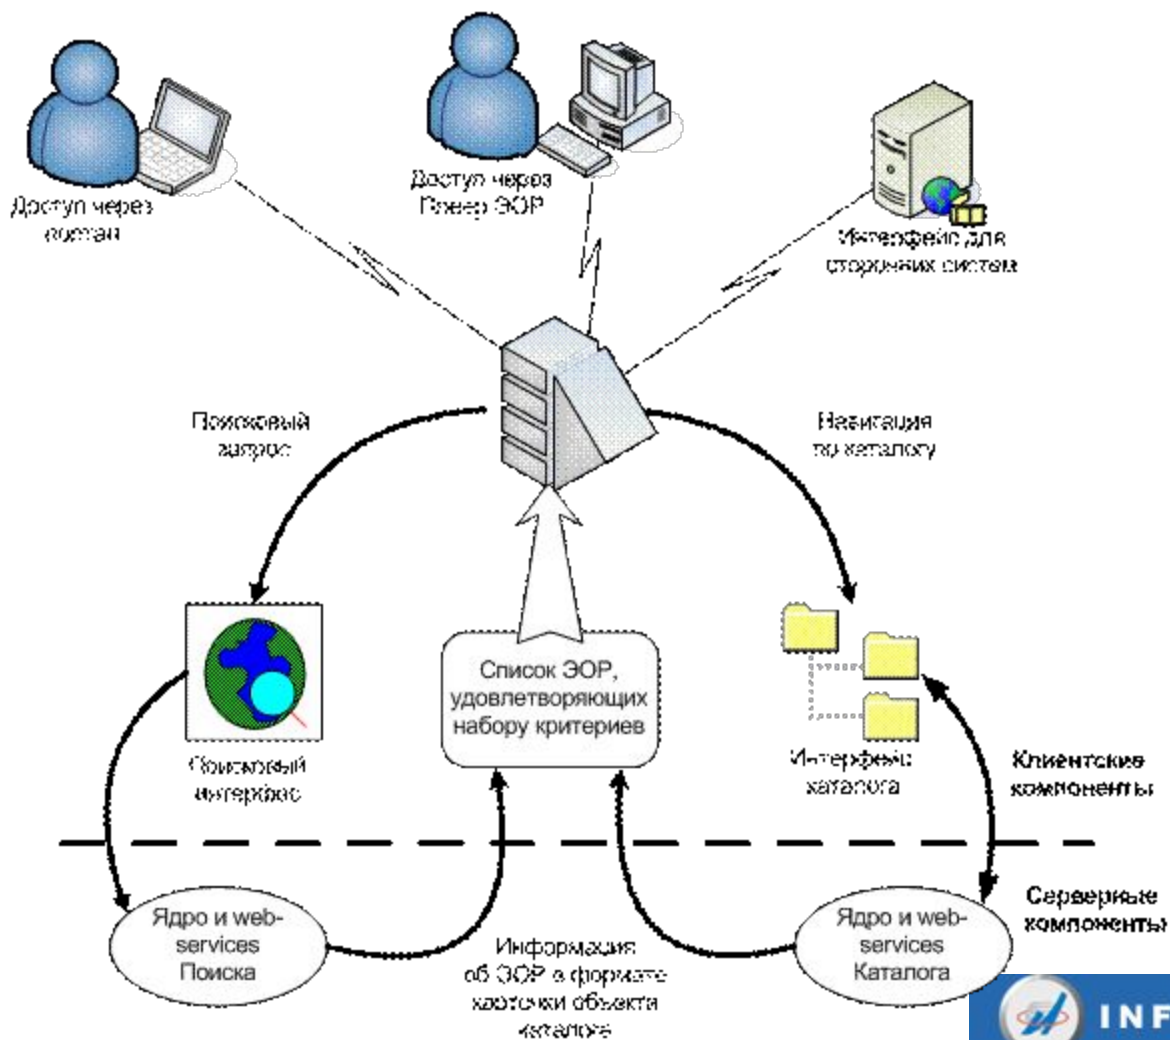 Доступ через
портал
Доступ через
Плеер ЭОР
Интерфейс для
сторонних систем
Поисковый
запрос
Навигация
по каталогу
Список ЭОР,
удовлетворяющих
набору критериев
Поисковый
интерфейс
Интерфейс
каталога
Клиентские
компоненты
Серверные
компоненты
Ядро и web-
services
Поиска
Информация
об ЭОР в формате
карточки объекта
каталога
Ядро и web-
services
Каталога
INF